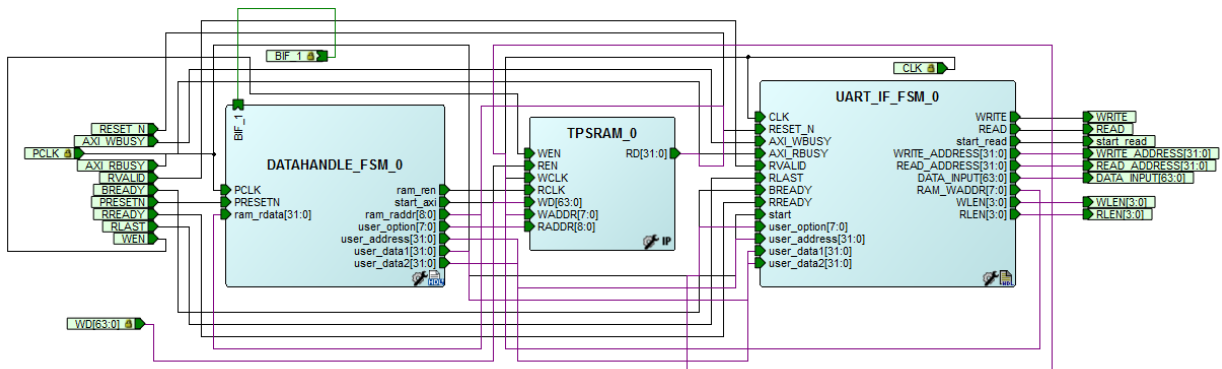 BIF_1
CLK
RESET_N
AXI_WBUSY
PCLK
AXI_RBUSY
RVALID
BREADY
PRESETN
RREADY
RLAST
WEN
WD[63:0]
BIF_1
DATAHANDLE_FSM_0
PCLK
PRESETN
ram_rdata[31:0]
ram_ren
start_axi
ram_raddr[8:0]
user_option[7:0]
user_address[31:0]
user_data1[31:0]
user_data2[31:0]
HDL
TPSRAM_0
WEN
REN
WCLK
RCLK
WD[63:0]
WADDR[7:0]
RADDR[8:0]
RD[31:0]
IP
UART_IF_FSM_0
CLK
RESET_N
AXI_WBUSY
AXI_RBUSY
RVALID
RLAST
BREADY
RREADY
start
user_option[7:0]
user_address[31:0]
user_data1[31:0]
user_data2[31:0]
WRITE
READ
start_read
WRITE_ADDRESS[31:0]
READ_ADDRESS[31:0]
DATA_INPUT[63:0]
RAM_WADDR[7:0]
WLEN[3:0]
RLEN[3:0]
WRITE
READ
start_read
WRITE_ADDRESS[31:0]
READ_ADDRESS[31:0]
DATA_INPUT[63:0]
WLEN[3:0]
RLEN[3:0]